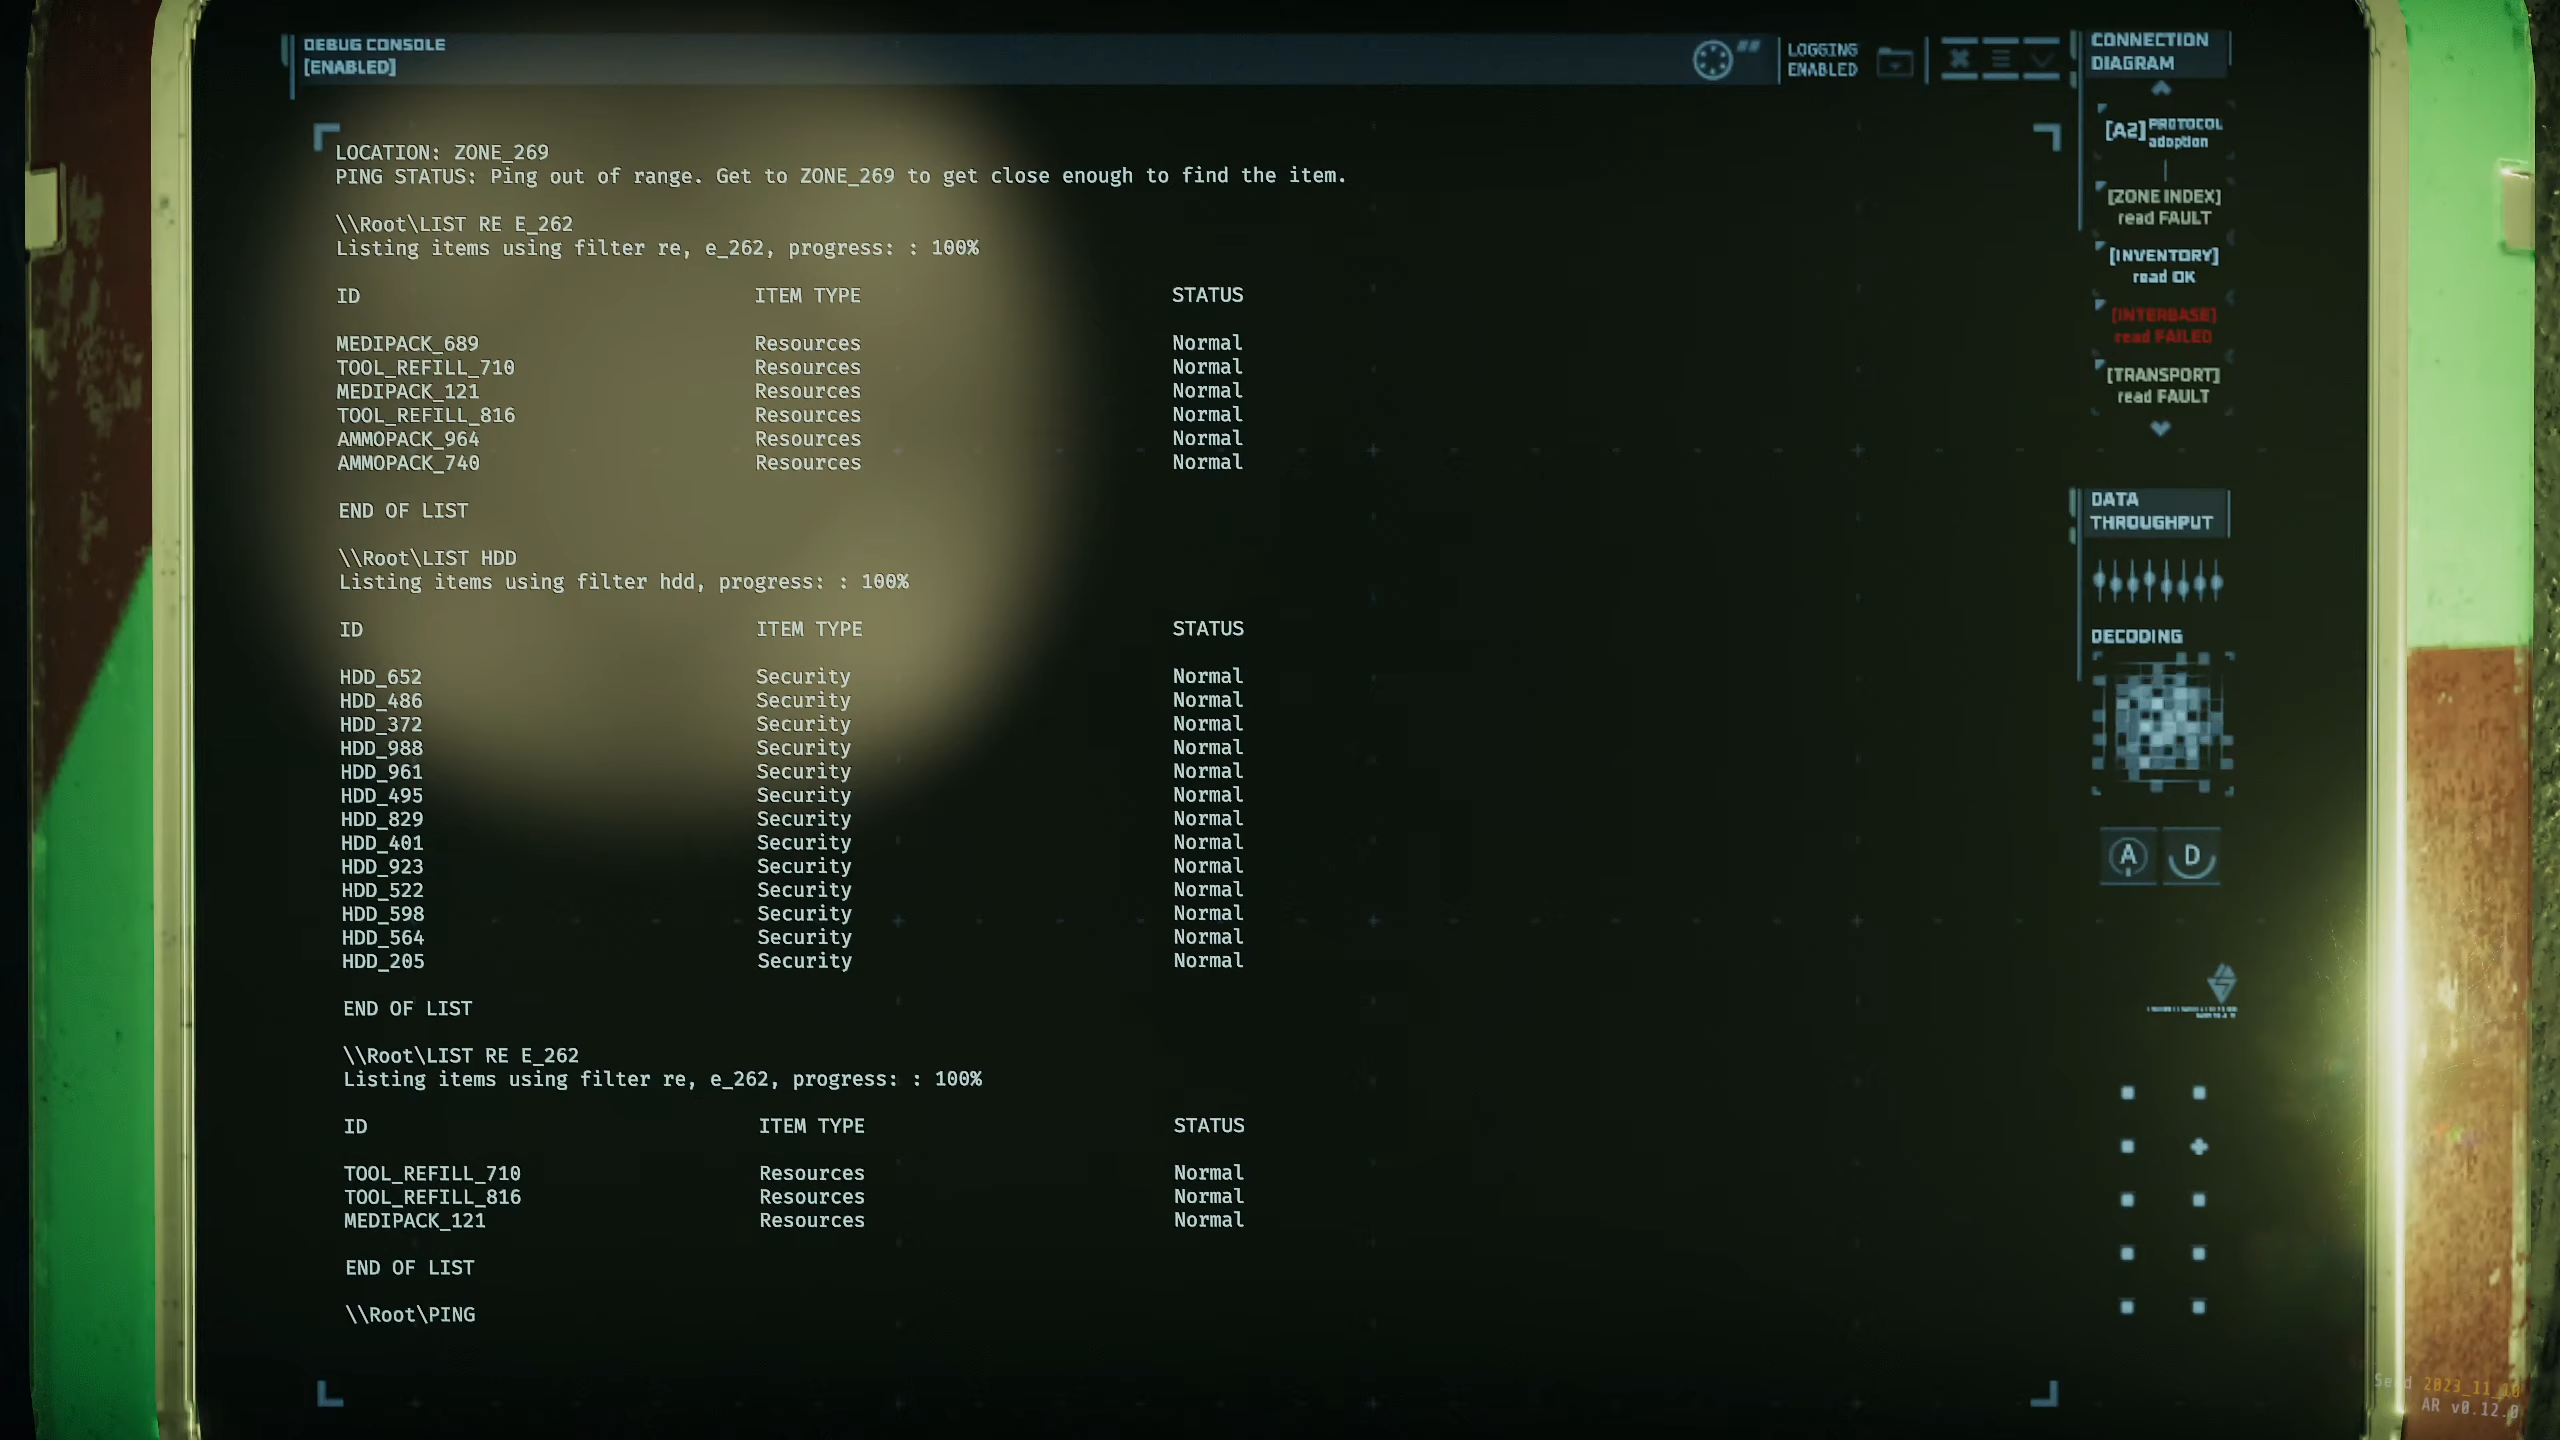 DEBUG CONSOLE
[ENABLED]
LOGGING
ENABLED
LOCATION: ZONE_269
PING STATUS: Ping out of range. Get to ZONE_269 to get close enough to find the item.
\\Root\LIST RE E_262
Listing items using filter re, e_262, progress: : 100%
ID ITEM TYPE STATUS
MEDIPACK_689 Resources Normal
TOOL_REFILL_710 Resources Normal
MEDIPACK_121 Resources Normal
TOOL_REFILL_816 Resources Normal
AMMOPACK_964 Resources Normal
AMMOPACK_740 Resources Normal
END OF LIST
\\Root\LIST HDD
Listing items using filter hdd, progress: : 100%
ID ITEM TYPE STATUS
HDD_652 Security Normal
HDD_486 Security Normal
HDD_372 Security Normal
HDD_988 Security Normal
HDD_961 Security Normal
HDD_495 Security Normal
HDD_829 Security Normal
HDD_401 Security Normal
HDD_923 Security Normal
HDD_522 Security Normal
HDD_598 Security Normal
HDD_564 Security Normal
HDD_205 Security Normal
END OF LIST
\\Root\LIST RE E_262
Listing items using filter re, e_262, progress: : 100%
ID ITEM TYPE STATUS
TOOL_REFILL_710 Resources Normal
TOOL_REFILL_816 Resources Normal
MEDIPACK_121 Resources Normal
END OF LIST
\\Root\PING
CONNECTION
DIAGRAM
[A2] PROTOCOL
adoption
[ZONE INDEX]
read FAULT
[INVENTORY]
read OK
[INTERBASE]
read FAILED
[TRANSPORT]
read FAULT
DATA
THROUGHPUT
DECODING
A D
2023_11_10
AR v0.12.0